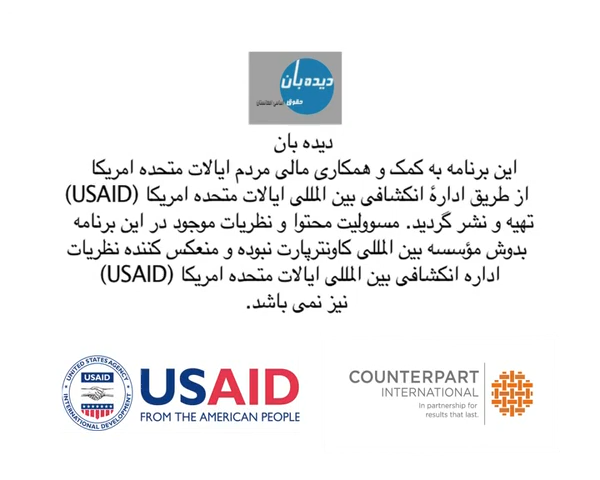 دیده بان
حقوق
دیده بان
این برنامه به کمک و همکاری مالی مردم ایالات متحده امریکا
از طریق ادارهٔ انکشافی بین المللی ایالات متحده امریکا (USAID)
تهیه و نشر گردید. مسوولیت محتوا و نظریات موجود در این برنامه
بدوش مؤسسه بین المللی کاونترپارت نبوده و منعکس کننده نظریات
اداره انکشافی بین المللی ایالات متحده امریکا (USAID)
نیز نمی باشد.
UNITED STATES AGENCY
USAID
INTERNATIONAL DEVELOPMENT
USAID
FROM THE AMERICAN PEOPLE
COUNTERPART
INTERNATIONAL
In partnership for
results that last.